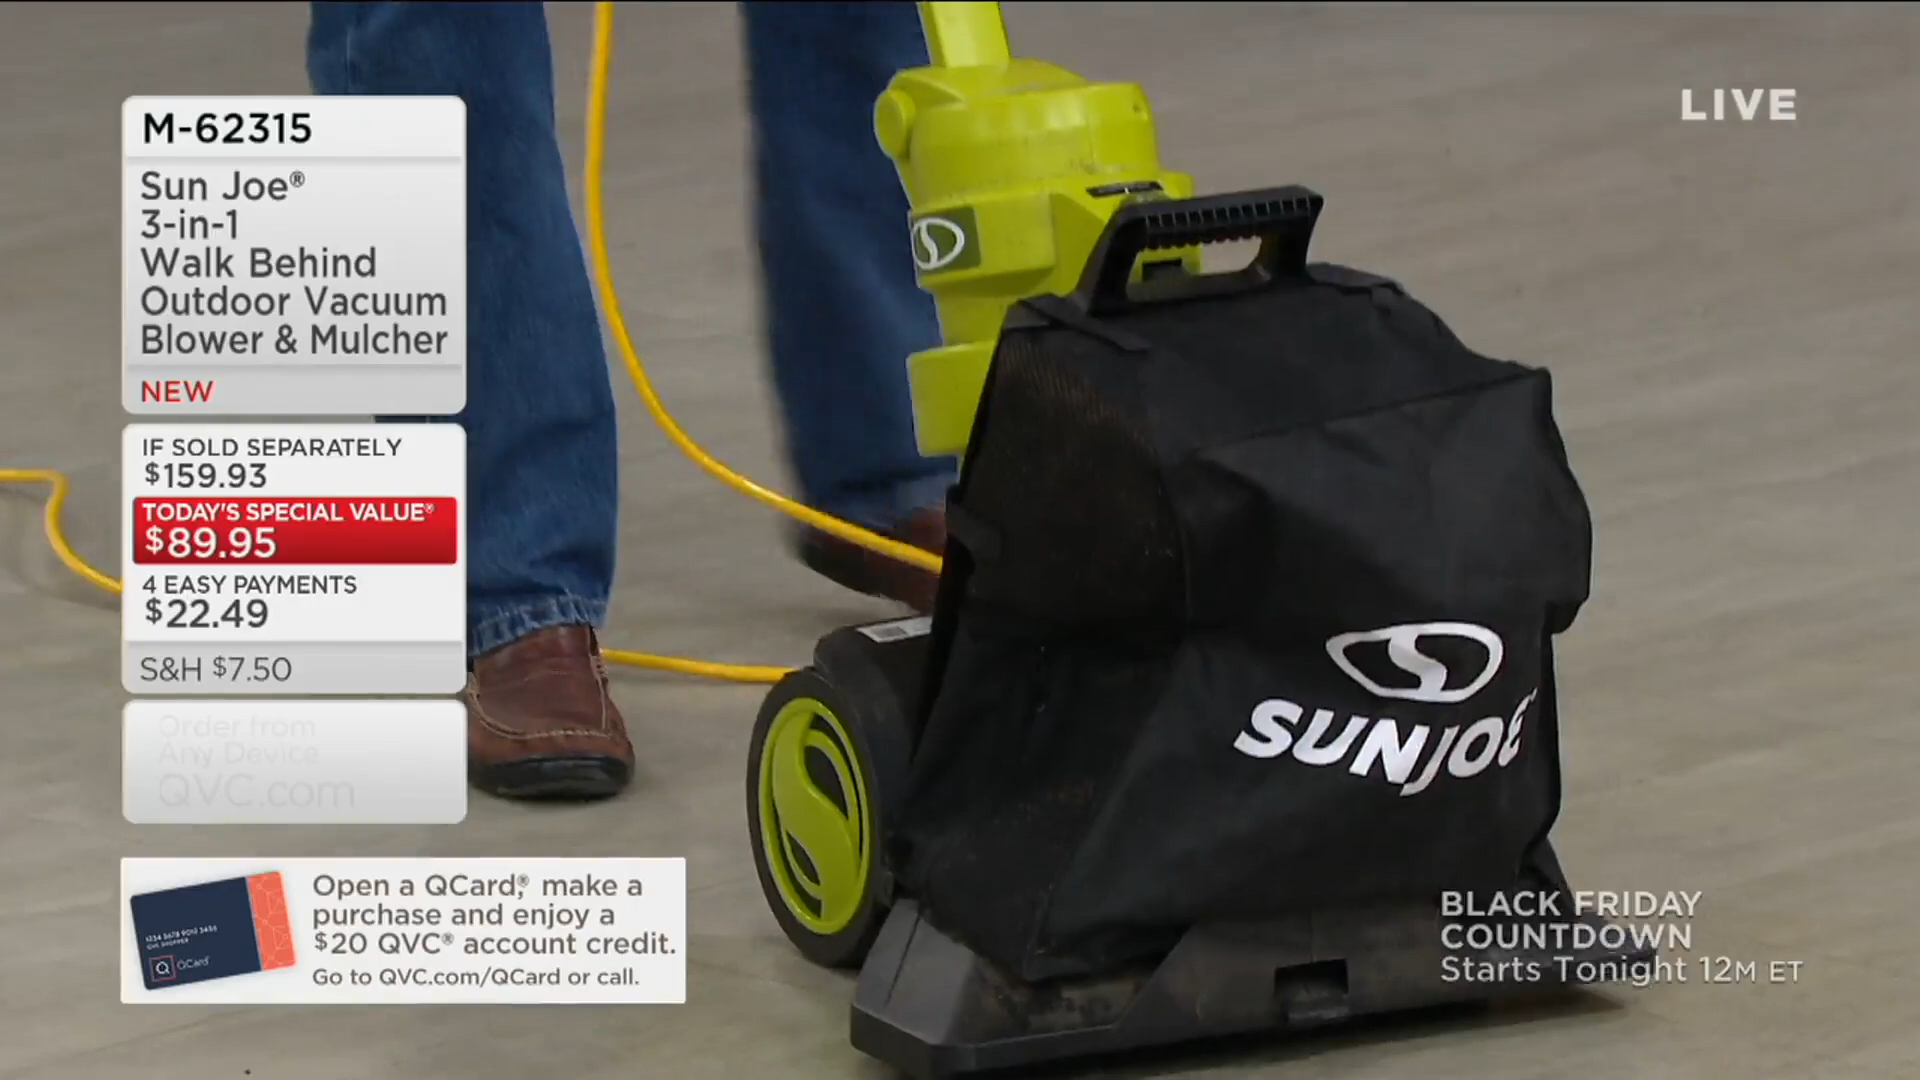 M-62315
Sun Joe®
3-in-1
Walk Behind
Outdoor Vacuum
Blower & Mulcher
NEW
IF SOLD SEPARATELY
$159.93
TODAY'S SPECIAL VALUE®
$89.95
4 EASY PAYMENTS
$22.49
S&H $7.50
Order from
Any Device
QVC.com
Open a QCard,® make a
purchase and enjoy a
$20 QVC® account credit.
Go to QVC.com/QCard or call.
QCard
LIVE
SUNJOE
BLACK FRIDAY
COUNTDOWN
Starts Tonight 12M ET